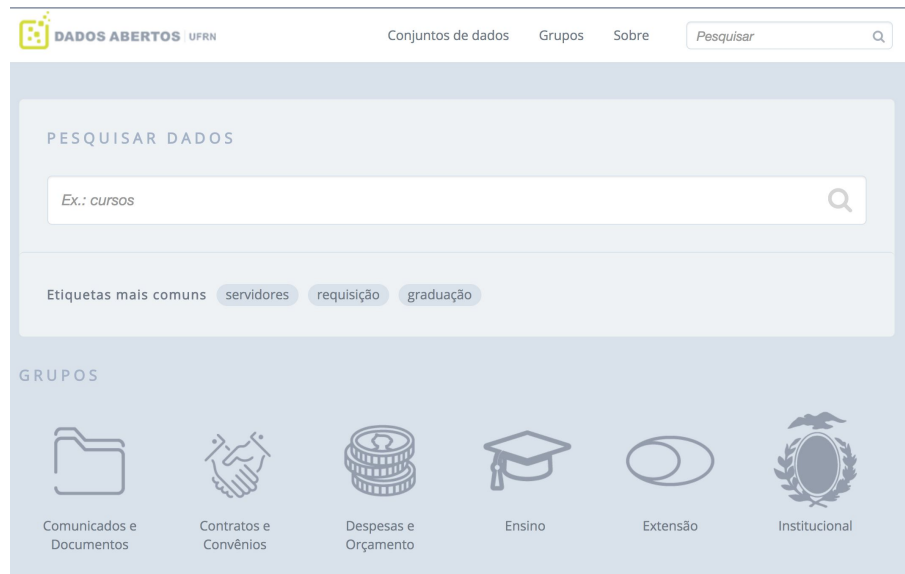 DADOS ABERTOS UFRN
Conjuntos de dados Grupos Sobre Pesquisar
PESQUISAR DADOS
Ex.: cursos
Etiquetas mais comuns servidores requisição graduação
GRUPOS
Comunicados e Documentos
Contratos e Convênios
Despesas e Orçamento
Ensino
Extensão
Institucional